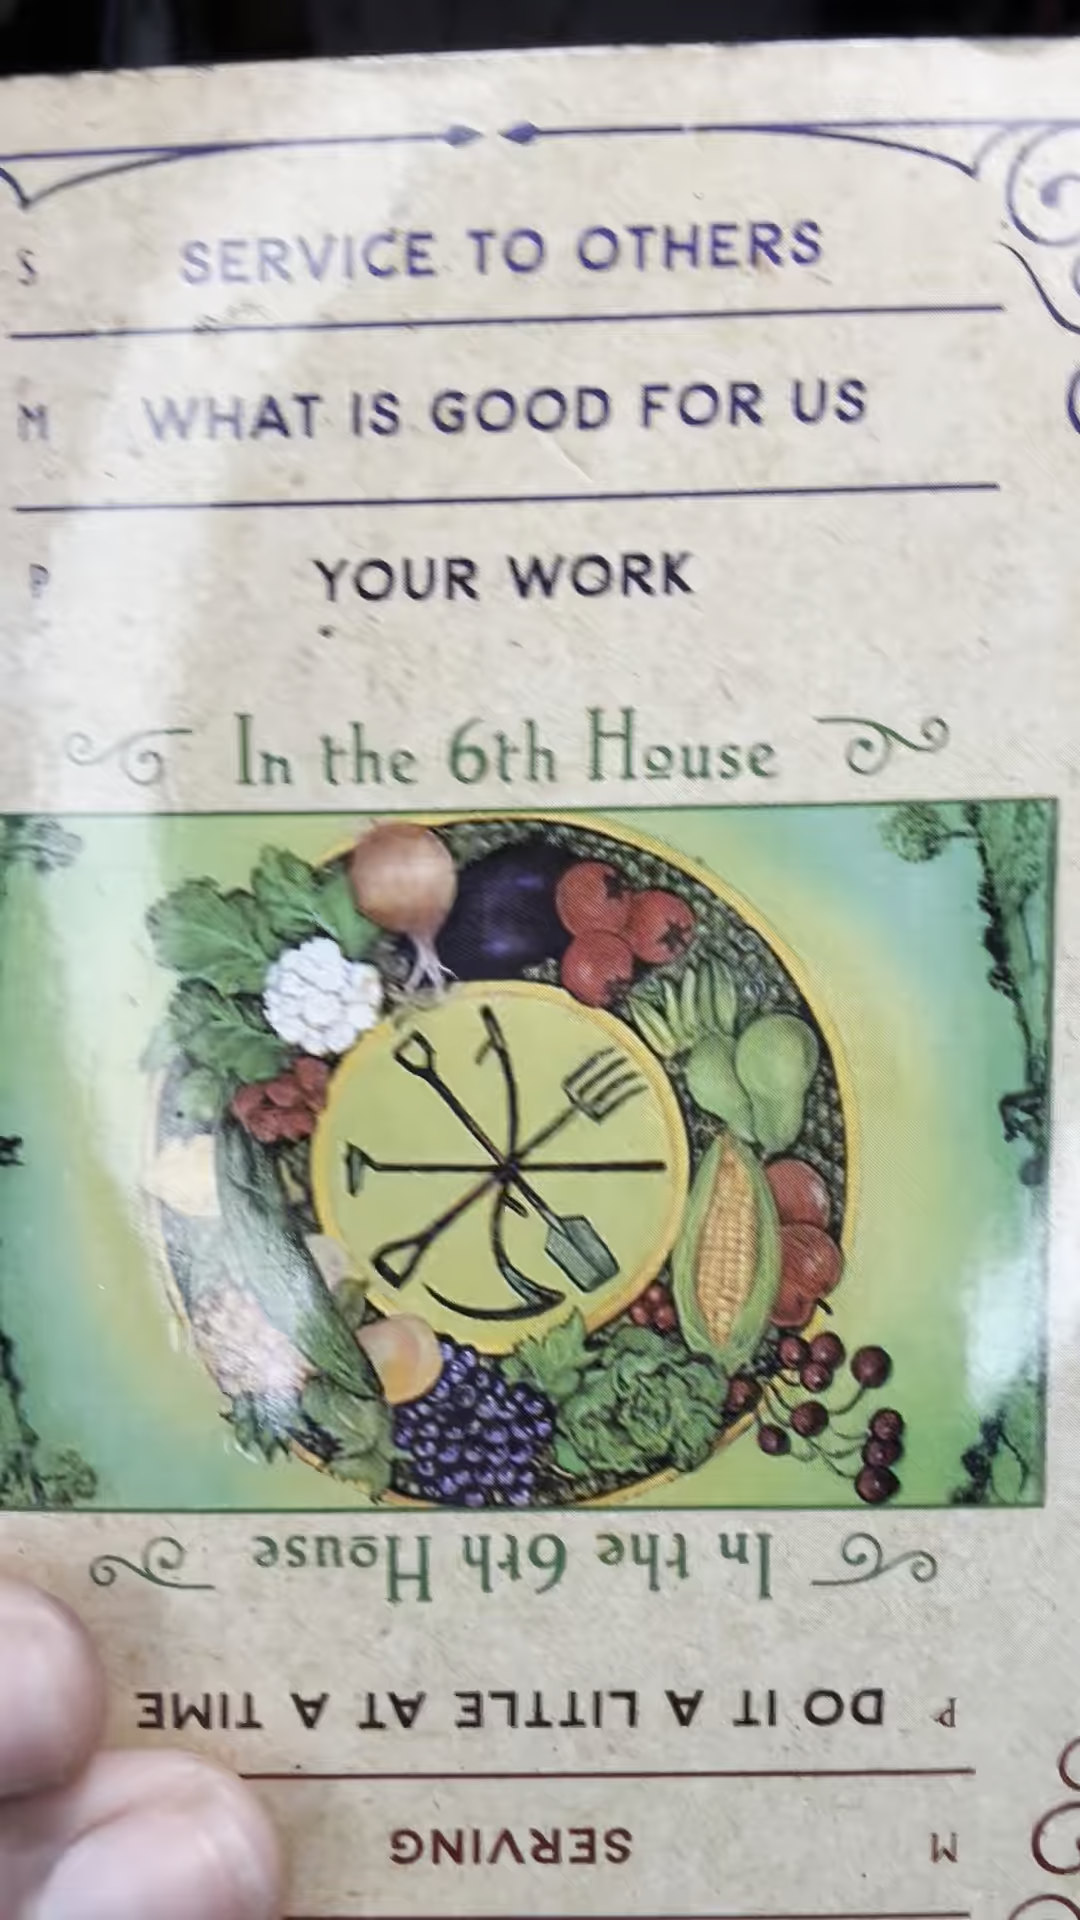 S SERVICE TO OTHERS
M WHAT IS GOOD FOR US
P YOUR WORK
In the 6th House
In the 6th House
P DO IT A LITTLE AT A TIME
M SERVING